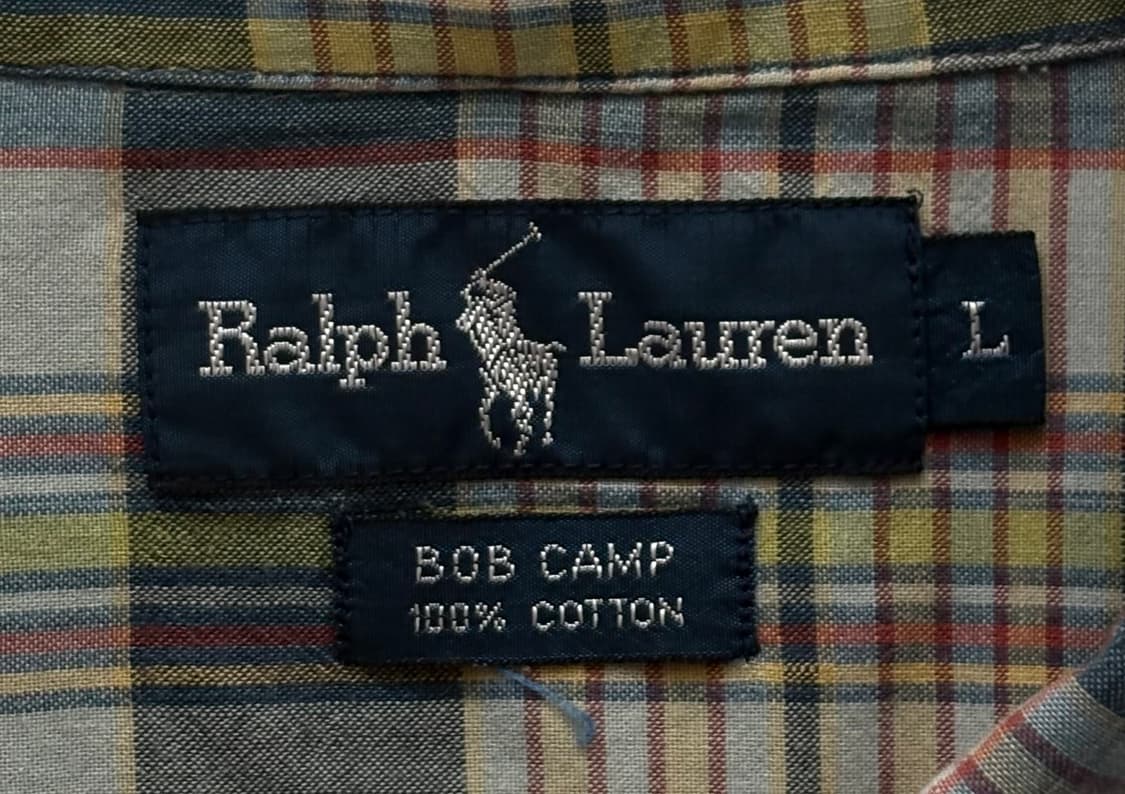 Ralph Lauren
L
BOB CAMP
100% COTTON